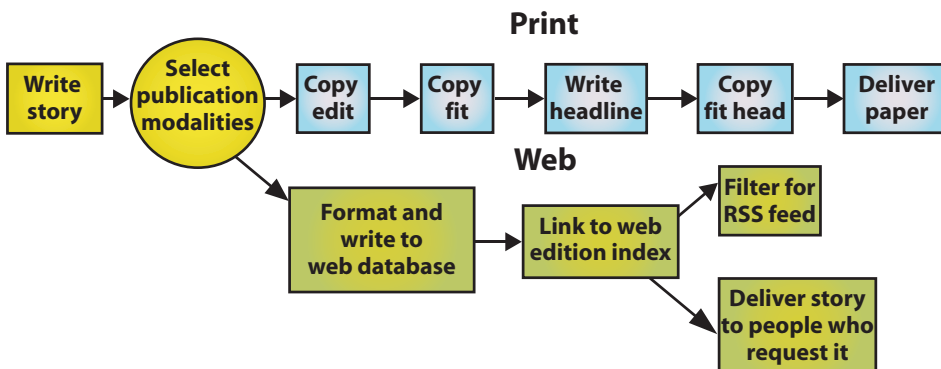 Print
Write
story
Select
publication
modalities
Copy
edit
Copy
fit
Write
headline
Copy
fit head
Deliver
paper
Web
Format and
write to
web database
Link to web
edition index
Filter for
RSS feed
Deliver story
to people who
request it